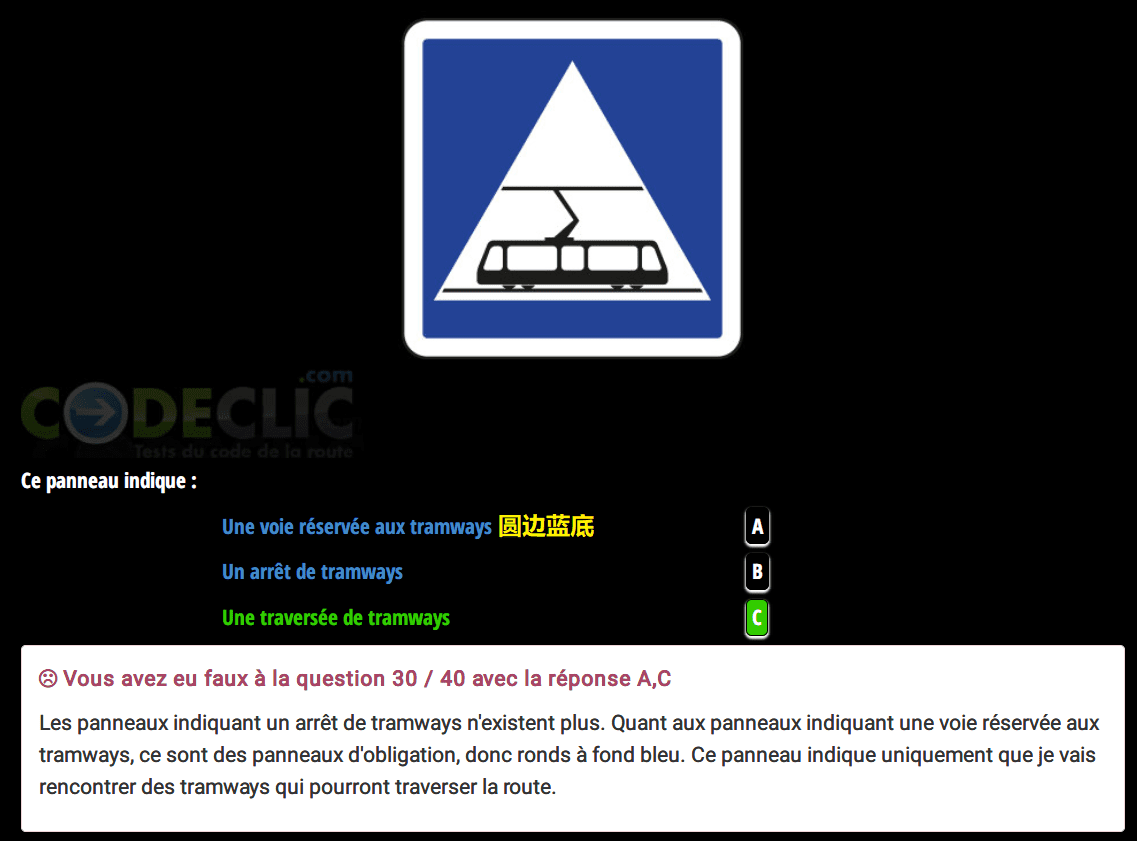 .com
CODECLIC
Tests du code de la route
Ce panneau indique :
Une voie réservée aux tramways 圆边蓝底 A
Un arrêt de tramways B
Une traversée de tramways C
Vous avez eu faux à la question 30 / 40 avec la réponse A,C
Les panneaux indiquant un arrêt de tramways n'existent plus. Quant aux panneaux indiquant une voie réservée aux
tramways, ce sont des panneaux d'obligation, donc ronds à fond bleu. Ce panneau indique uniquement que je vais
rencontrer des tramways qui pourront traverser la route.